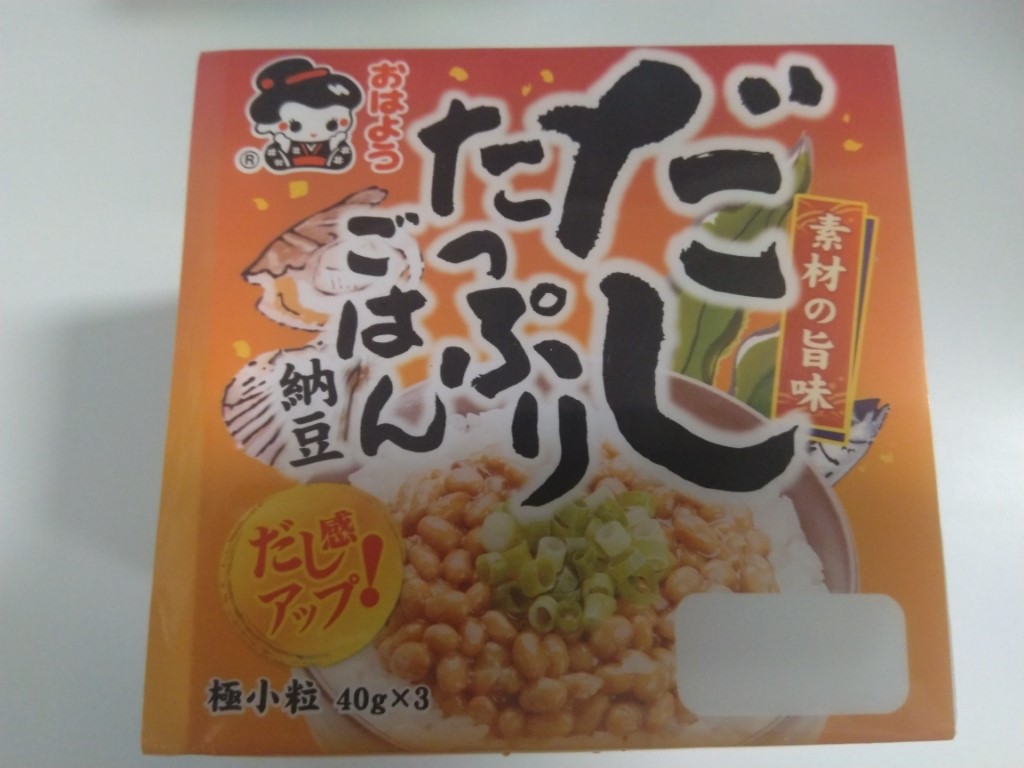 おはよう
®
だし
たっぷり
ごはん
納豆
素材の旨味
だし感
アップ!
極小粒 40g×3